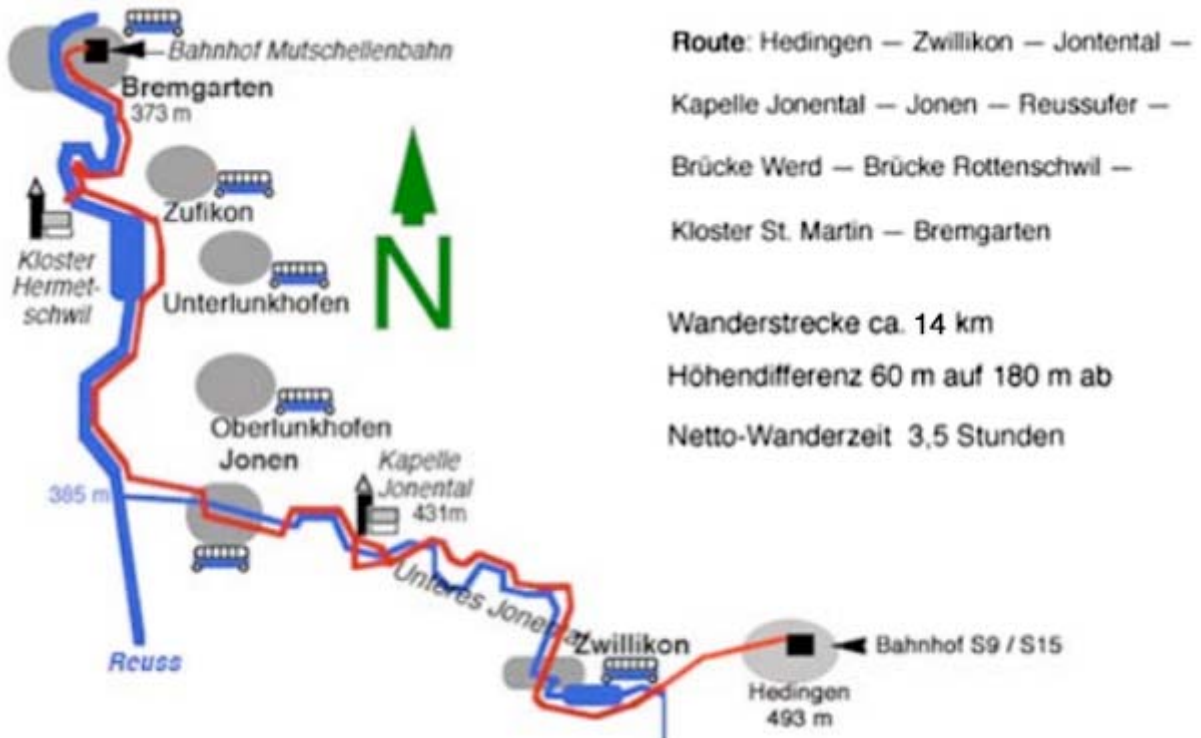 Bahnhof Mutschellenbahn
Bremgarten
373 m
Zufikon
Kloster
Hermet-
schwil
Unterlunkhofen
N
Oberlunkhofen
Jonen
Kapelle
Jonental
431m
385 m
Unteres Jonental
Reuss
Zwillikon
Bahnhof S9 / S15
Hedingen
493 m
Route: Hedingen — Zwillikon — Jontental —
Kapelle Jonental — Jonen — Reussufer —
Brücke Werd — Brücke Rottenschwil —
Kloster St. Martin — Bremgarten
Wanderstrecke ca. 14 km
Höhendifferenz 60 m auf 180 m ab
Netto-Wanderzeit 3,5 Stunden